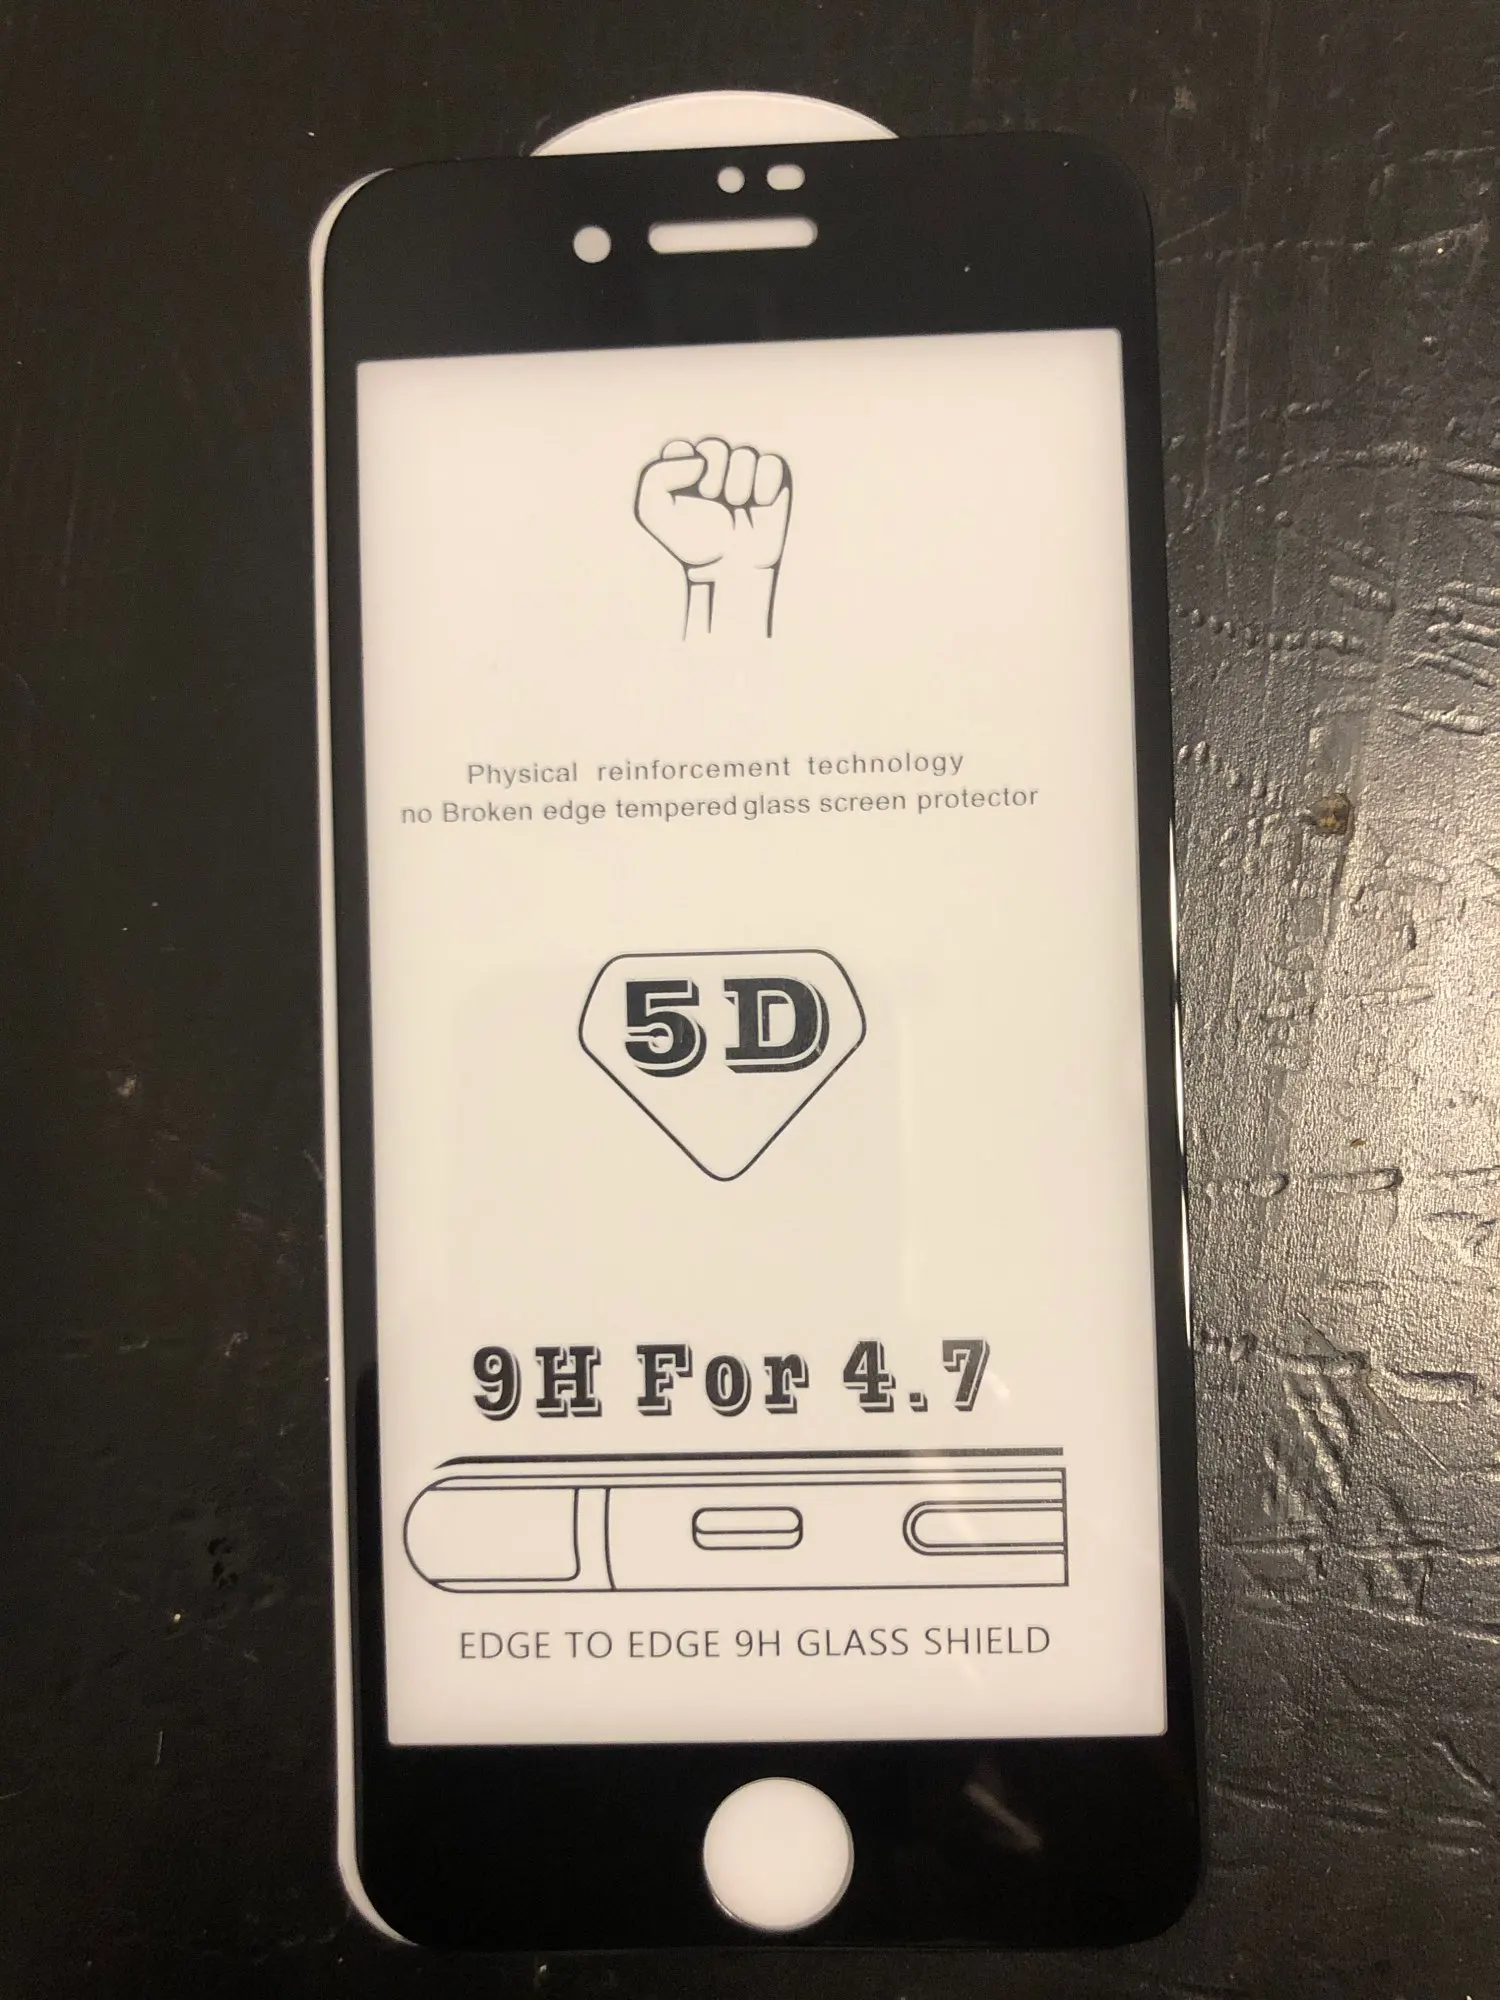 Physical reinforcement technology
no Broken edge tempered glass screen protector
5D
9H For 4.7
EDGE TO EDGE 9H GLASS SHIELD